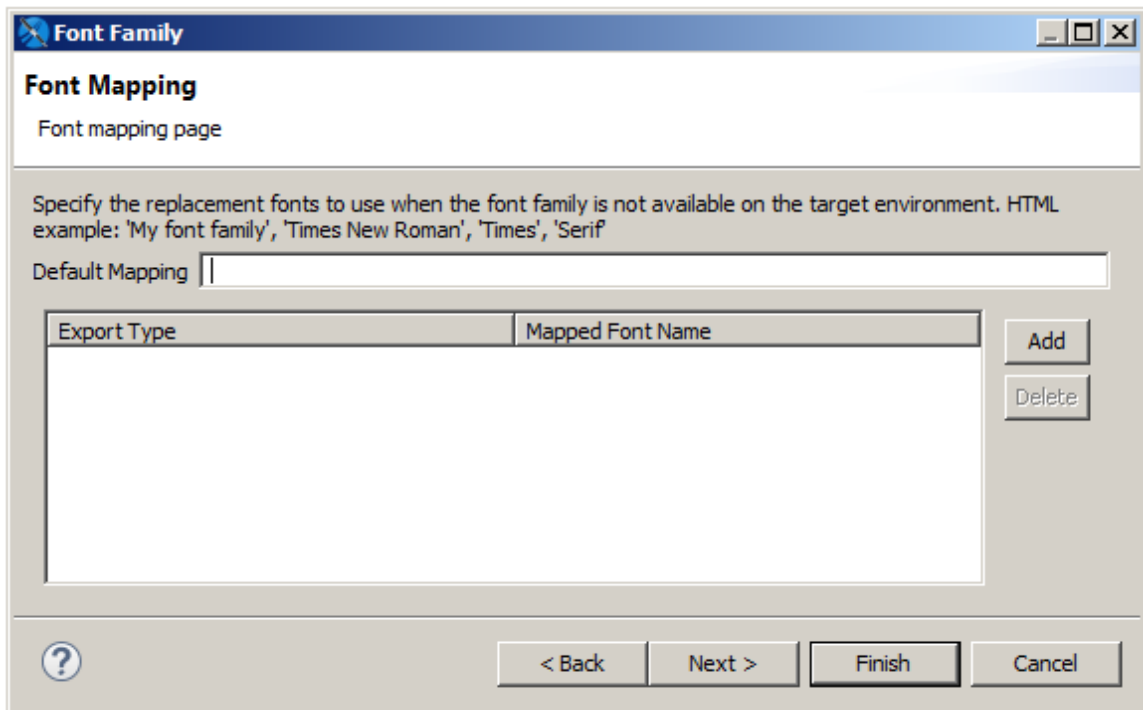 Font Family
Font Mapping
Font mapping page
Specify the replacement fonts to use when the font family is not available on the target environment. HTML
example: 'My font family', 'Times New Roman', 'Times', 'Serif'
Default Mapping
Export Type Mapped Font Name
Add
Delete
? < Back Next > Finish Cancel